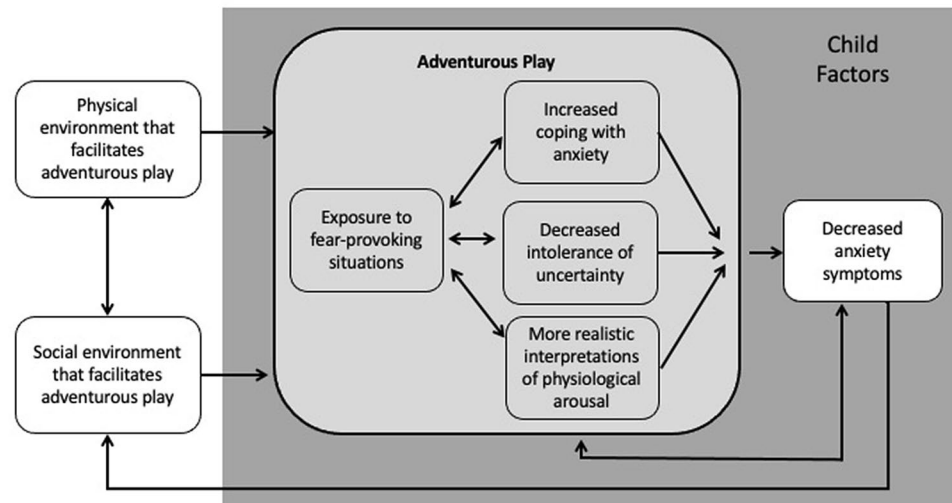 Child
Factors
Adventurous Play
Physical
environment that
facilitates
adventurous play
Increased
coping with
anxiety
Exposure to
fear-provoking
situations
Decreased
intolerance of
uncertainty
Decreased
anxiety
symptoms
Social environment
that facilitates
adventurous play
More realistic
interpretations
of physiological
arousal